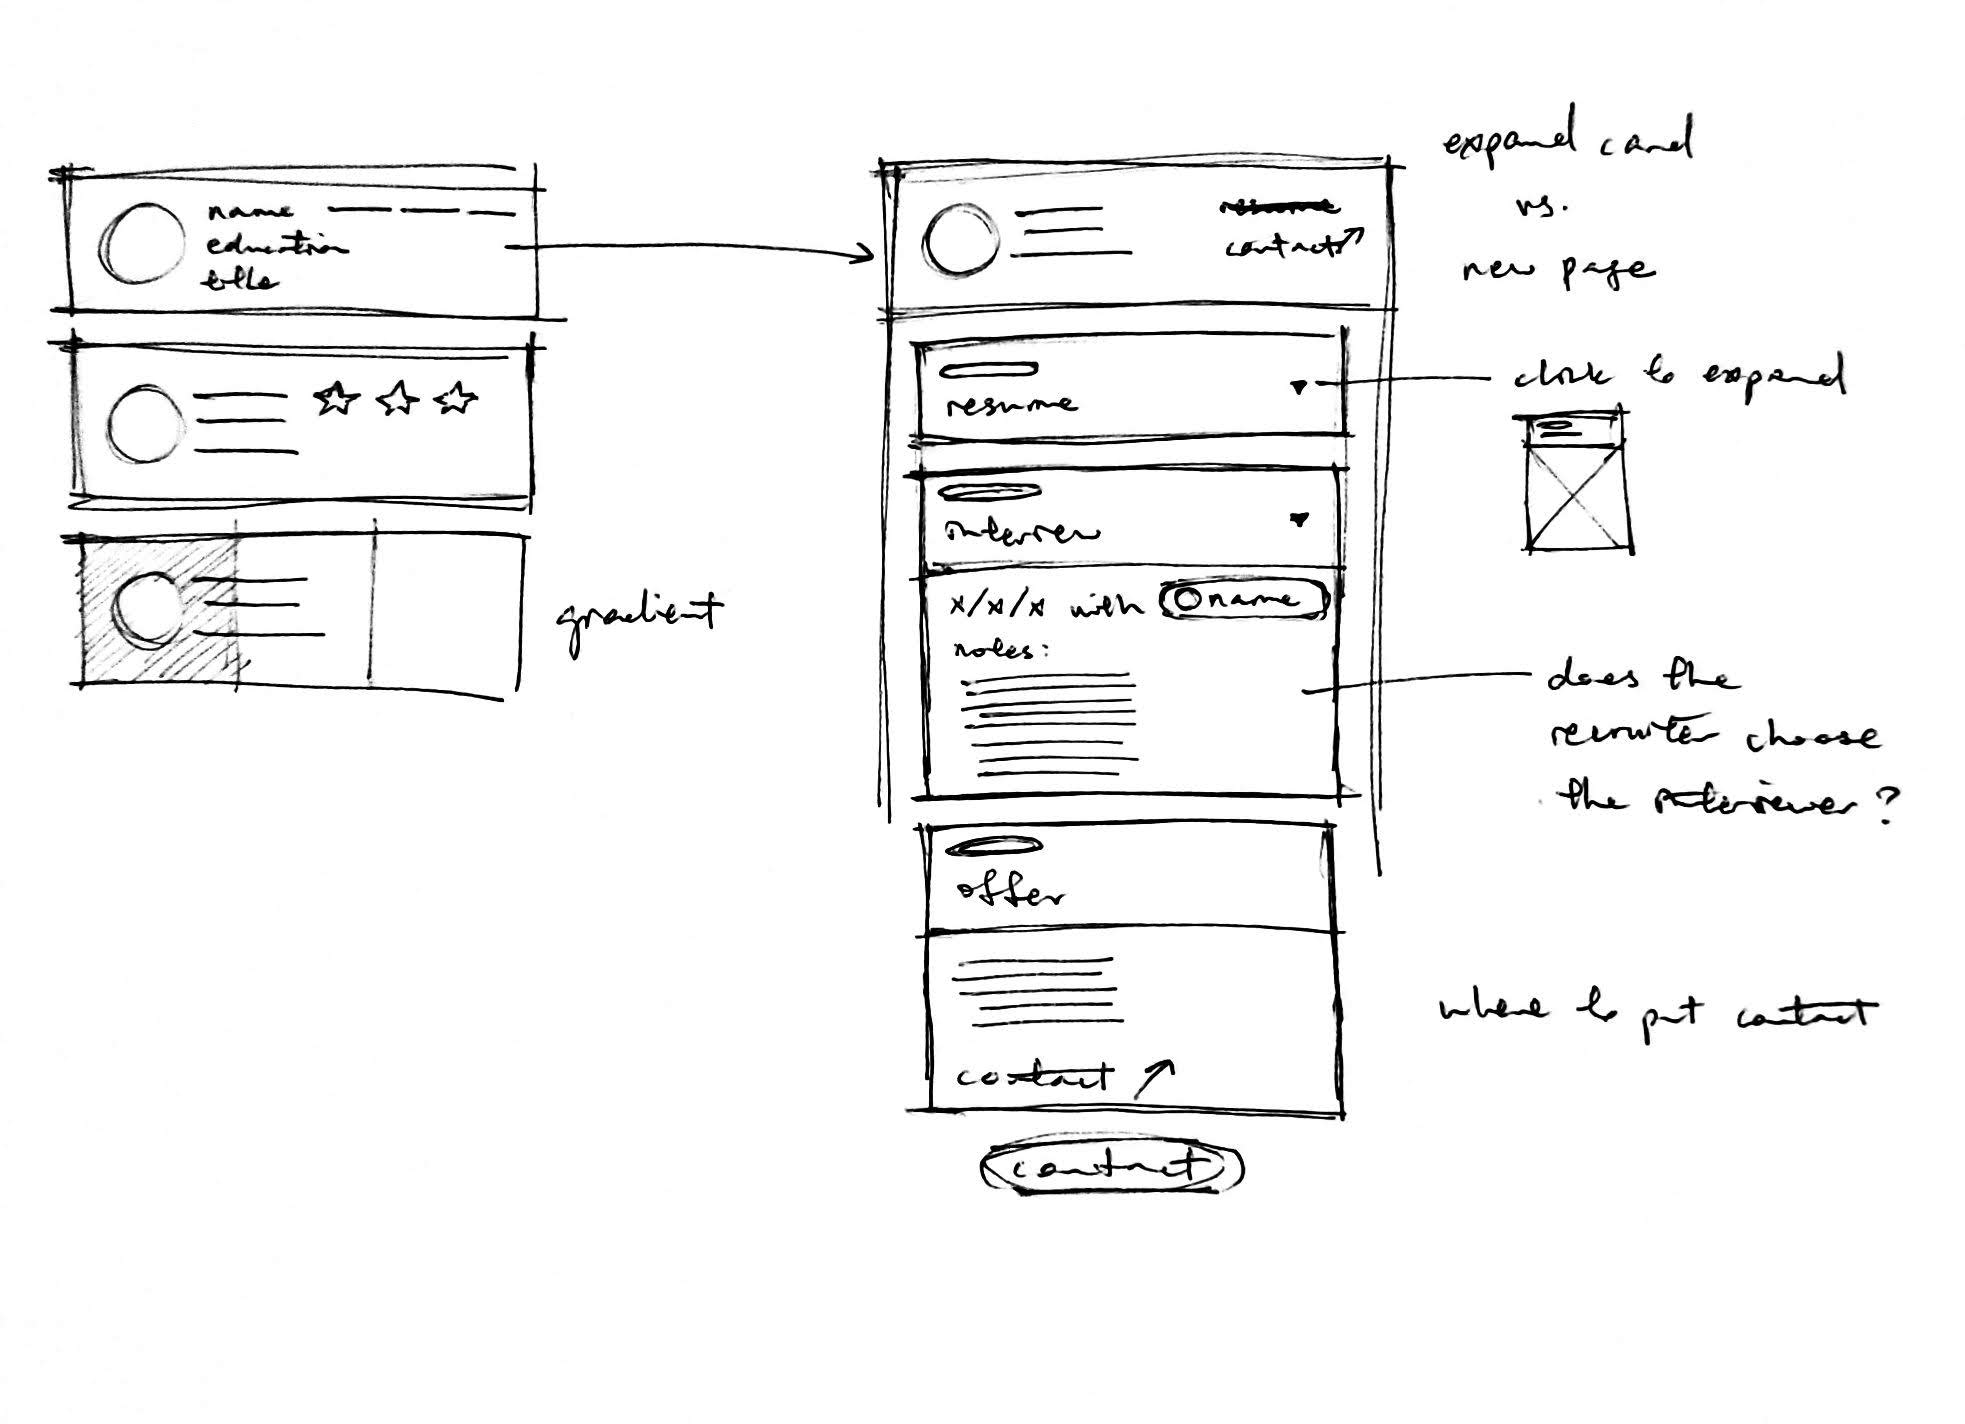 name
education
title
gradient
resume
contact
resume
interview
x/x/x with name
notes:
offer
contact
contact
expand card
vs.
new page
click to expand
does the
recruiter choose
the interviewer?
where to put contact